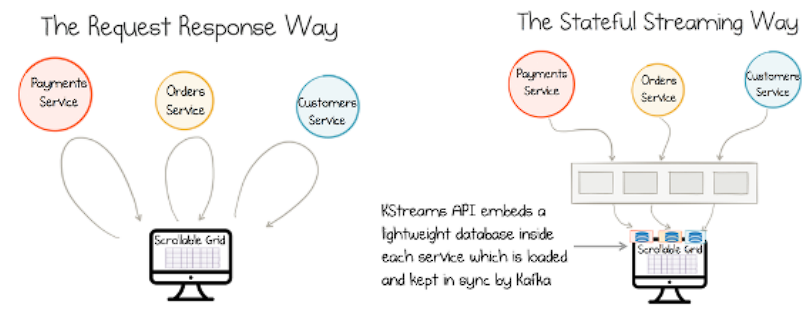 The Request Response Way
Payments
Service
Orders
Service
Customers
Service
Scrollable Grid
The Stateful Streaming Way
Payments
Service
Orders
Service
Customers
Service
KStreams API embeds a
lightweight database inside
each service which is loaded
and kept in sync by Kafka
Scrollable Grid